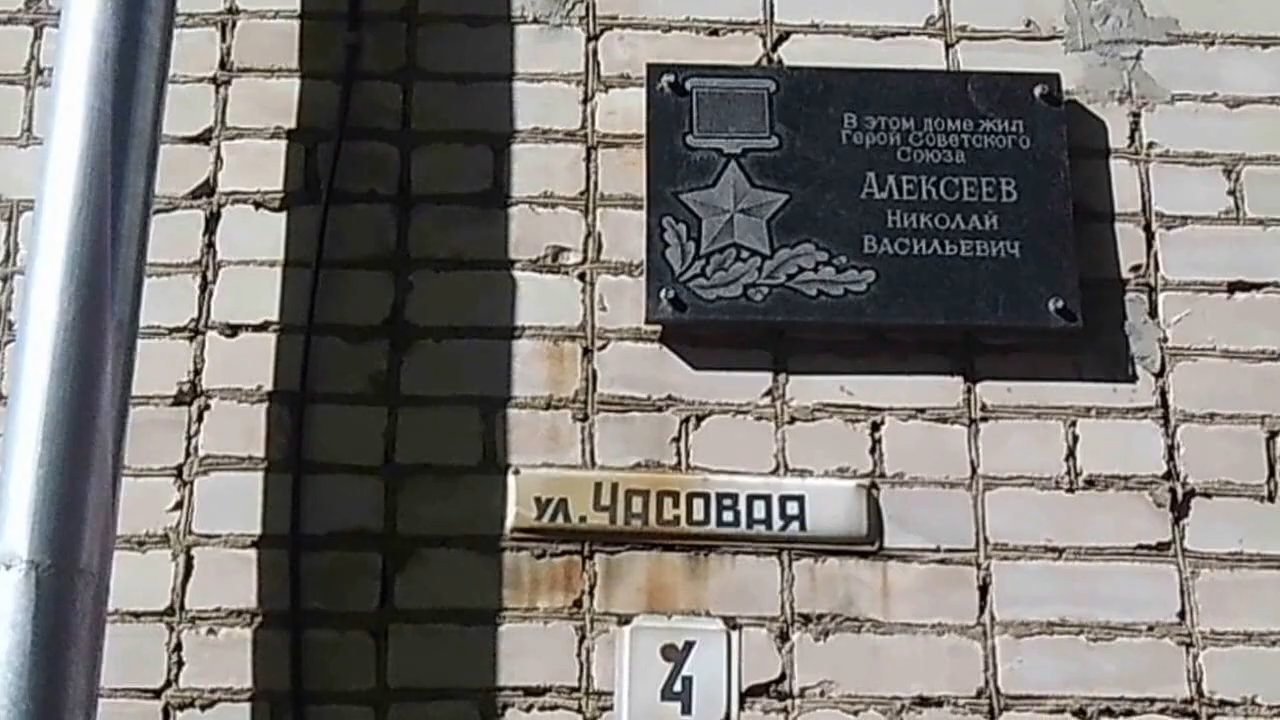 В этом доме жил
Герой Советского
Союза
АЛЕКСЕЕВ
Николай
Васильевич
ул. ЧАСОВАЯ
4